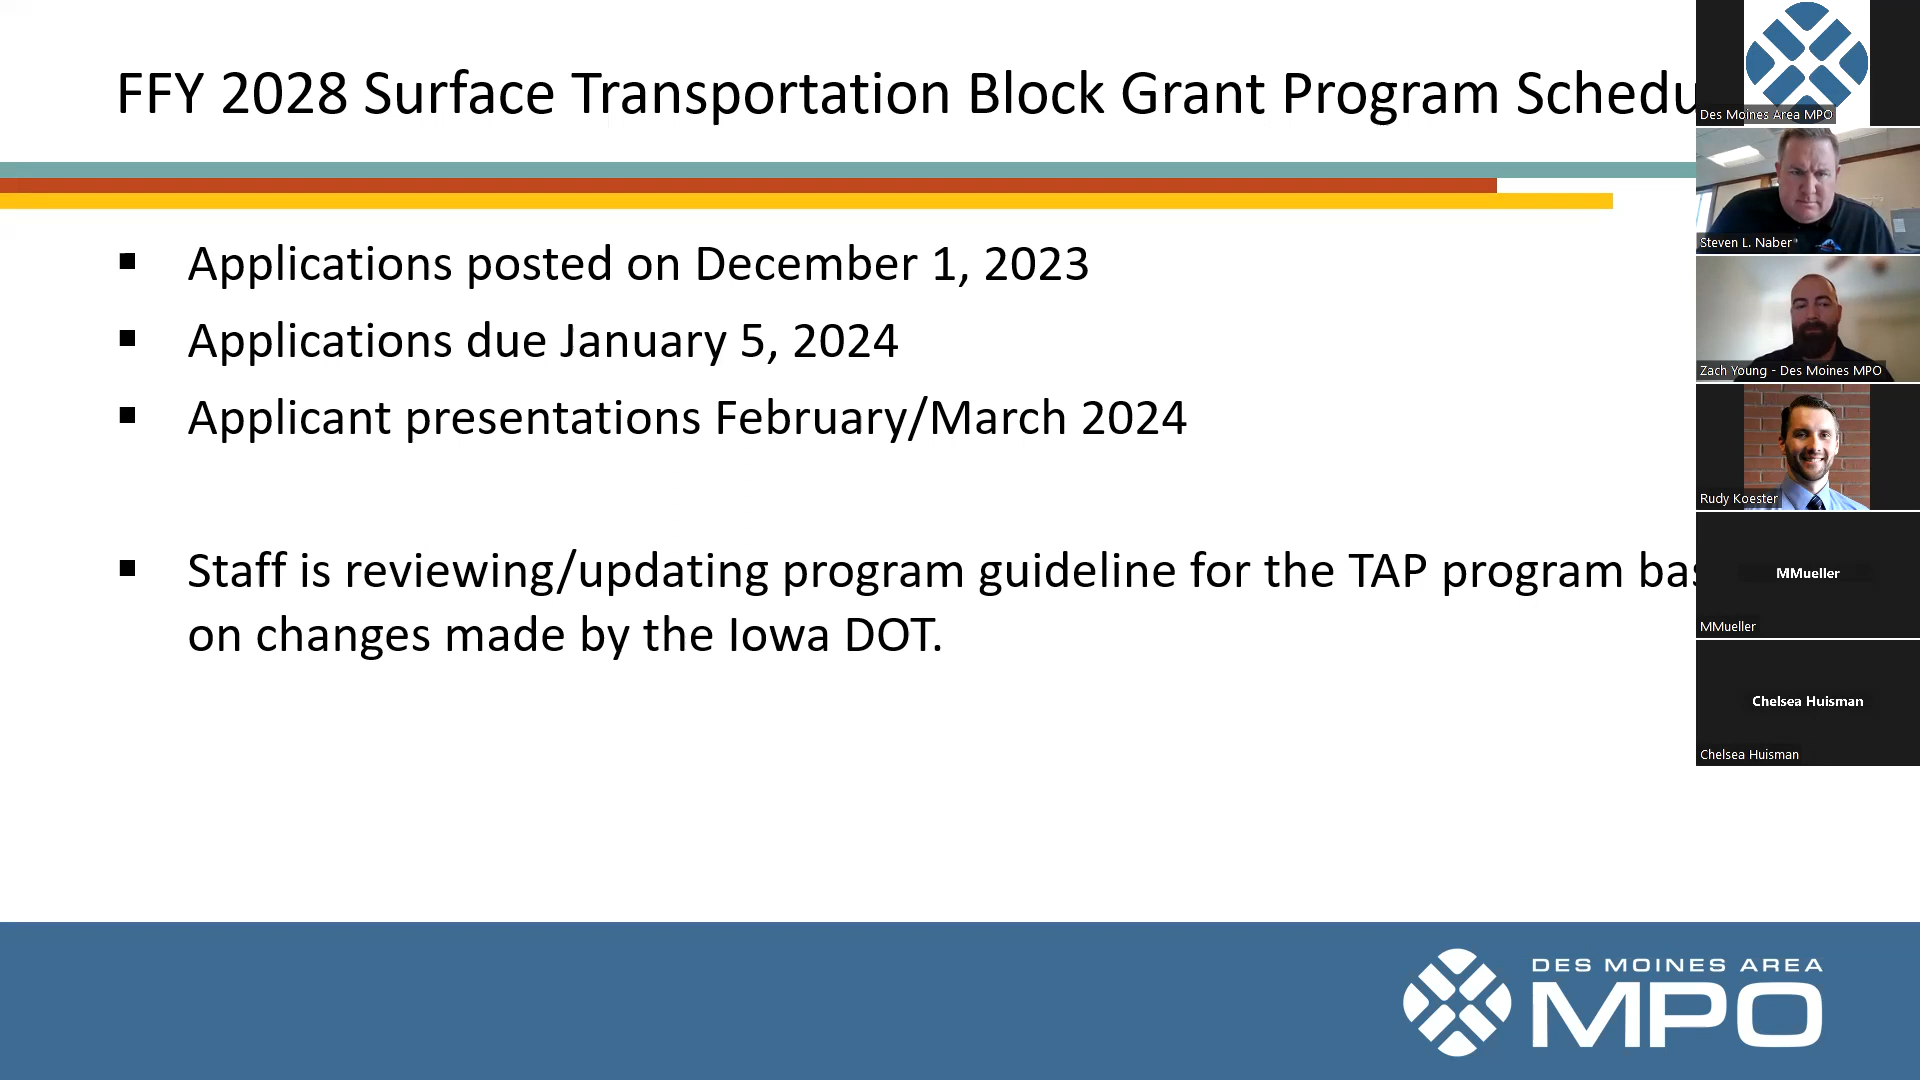 FFY 2028 Surface Transportation Block Grant Program Schedu
▪ Applications posted on December 1, 2023
▪ Applications due January 5, 2024
▪ Applicant presentations February/March 2024
▪ Staff is reviewing/updating program guideline for the TAP program bas
on changes made by the Iowa DOT.
Des Moines Area MPO
Steven L. Naber
Zach Young - Des Moines MPO
Rudy Koester
MMueller
MMueller
Chelsea Huisman
Chelsea Huisman
DES MOINES AREA
MPO